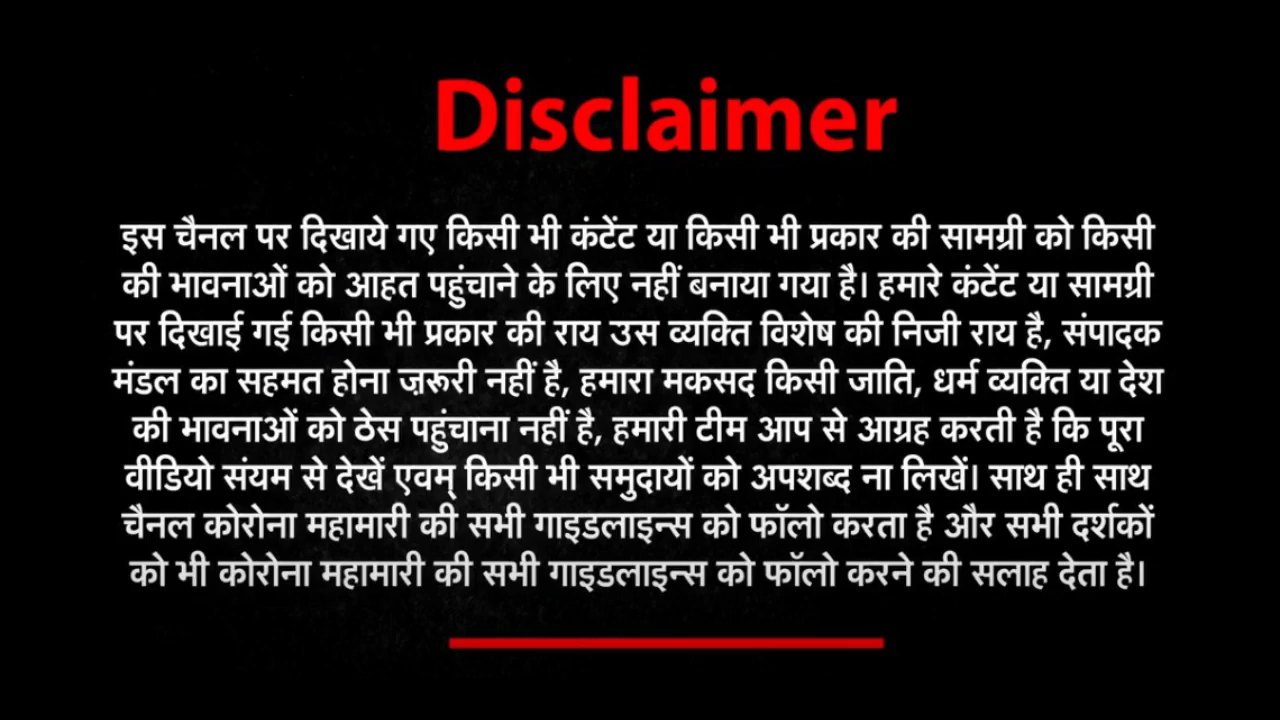 Disclaimer
इस चैनल पर दिखाये गए किसी भी कंटेंट या किसी भी प्रकार की सामग्री को किसी
की भावनाओं को आहत पहुंचाने के लिए नहीं बनाया गया है। हमारे कंटेंट या सामग्री
पर दिखाई गई किसी भी प्रकार की राय उस व्यक्ति विशेष की निजी राय है, संपादक
मंडल का सहमत होना ज़रूरी नहीं है, हमारा मकसद किसी जाति, धर्म व्यक्ति या देश
की भावनाओं को ठेस पहुंचाना नहीं है, हमारी टीम आप से आग्रह करती है कि पूरा
वीडियो संयम से देखें एवम् किसी भी समुदायों को अपशब्द ना लिखें। साथ ही साथ
चैनल कोरोना महामारी की सभी गाइडलाइन्स को फॉलो करता है और सभी दर्शकों
को भी कोरोना महामारी की सभी गाइडलाइन्स को फॉलो करने की सलाह देता है।